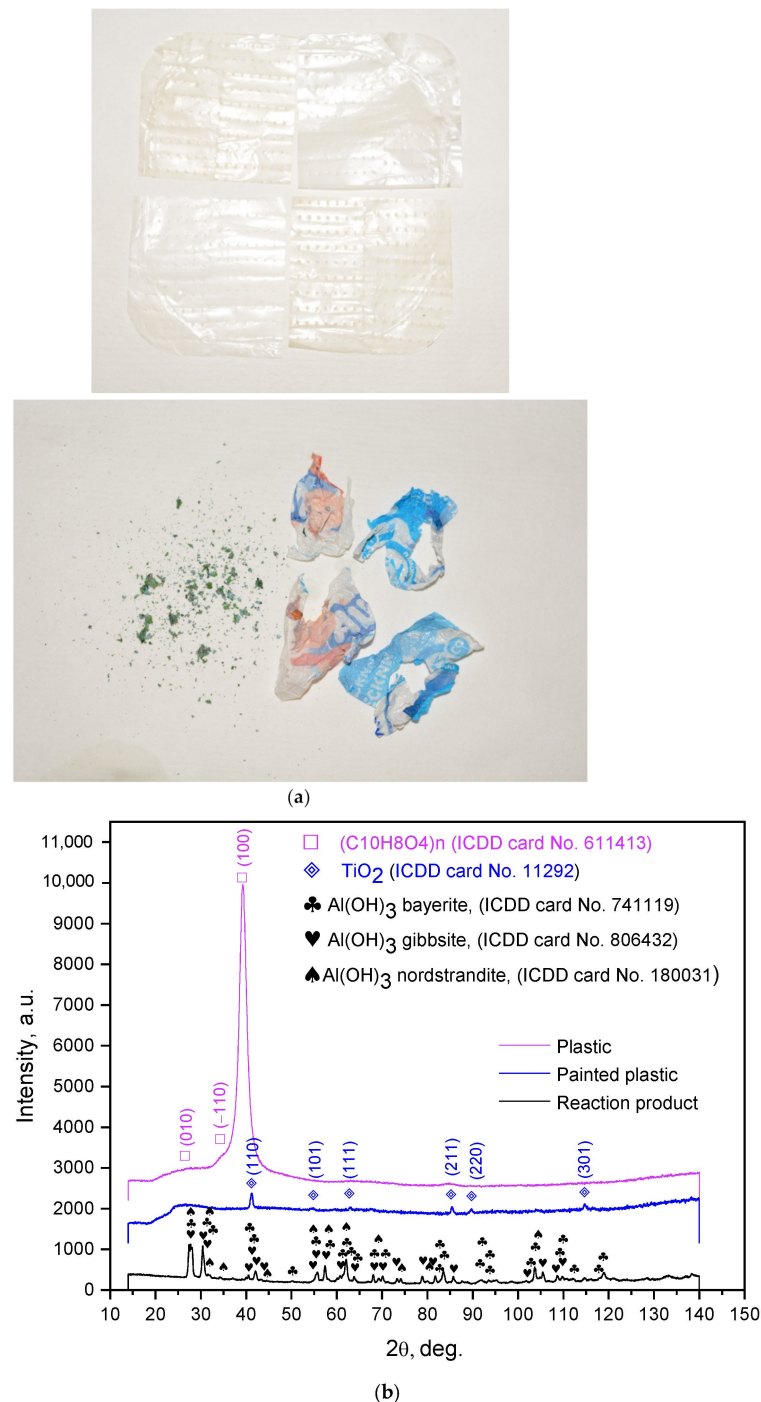 (a)
11,000
10,000
9000
8000
7000
6000
5000
4000
3000
2000
1000
0
Intensity, a.u.
(100)
(010)
(−110)
(C10H8O4)n (ICDD card No. 611413)
TiO2 (ICDD card No. 11292)
Al(OH)3 bayerite, (ICDD card No. 741119)
Al(OH)3 gibbsite, (ICDD card No. 806432)
Al(OH)3 nordstrandite, (ICDD card No. 180031)
Plastic
Painted plastic
Reaction product
(110)
(101)
(111)
(211)
(220)
(301)
10 20 30 40 50 60 70 80 90 100 110 120 130 140 150
2θ, deg.
(b)